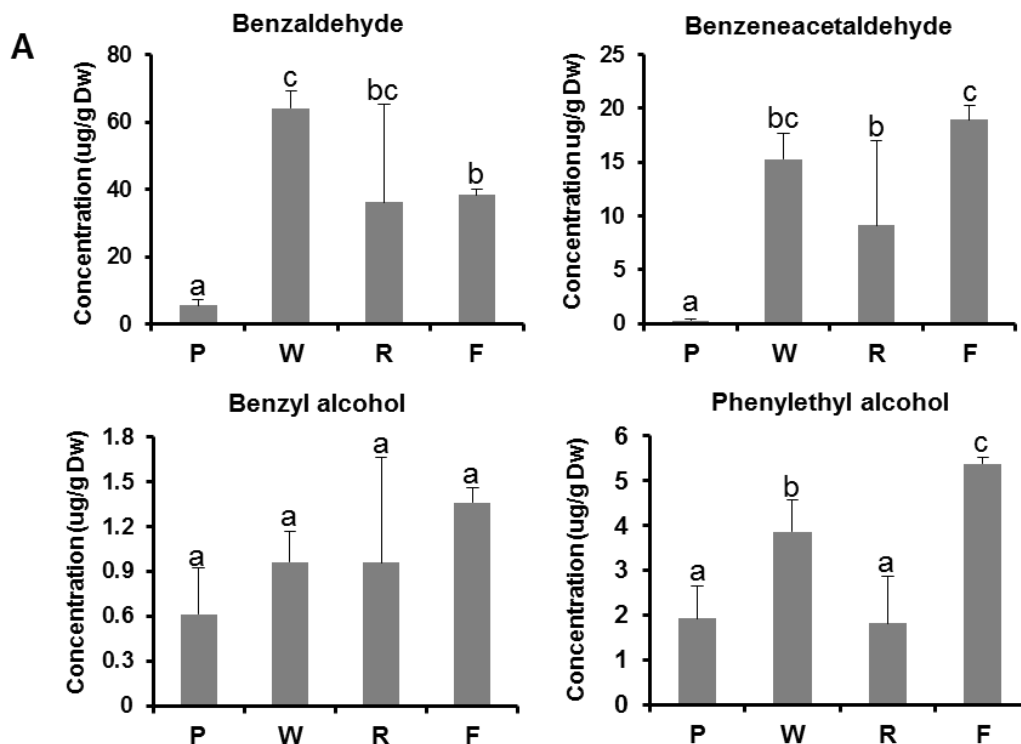 A
Benzaldehyde
Concentration (ug/g Dw)
80
60
40
20
0
a
c
bc
b
P W R F
Benzeneacetaldehyde
Concentration ug/g Dw)
25
20
15
10
5
0
a
bc
b
c
P W R F
Benzyl alcohol
Concentration (ug/g Dw)
1.8
1.5
1.2
0.9
0.6
0.3
0
a
a
a
a
P W R F
Phenylethyl alcohol
Concentration (ug/g Dw)
6
5
4
3
2
1
0
a
b
a
c
P W R F